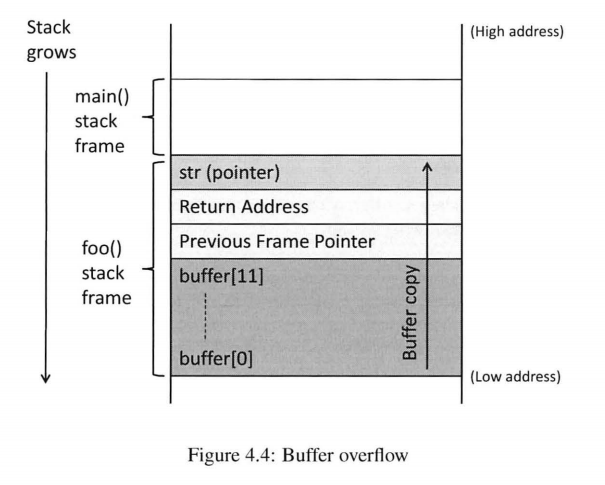 Stack
grows
(High address)
main()
stack
frame
str (pointer)
Return Address
Previous Frame Pointer
foo()
stack
frame
buffer[11]
Buffer copy
buffer[0]
(Low address)
Figure 4.4: Buffer overflow